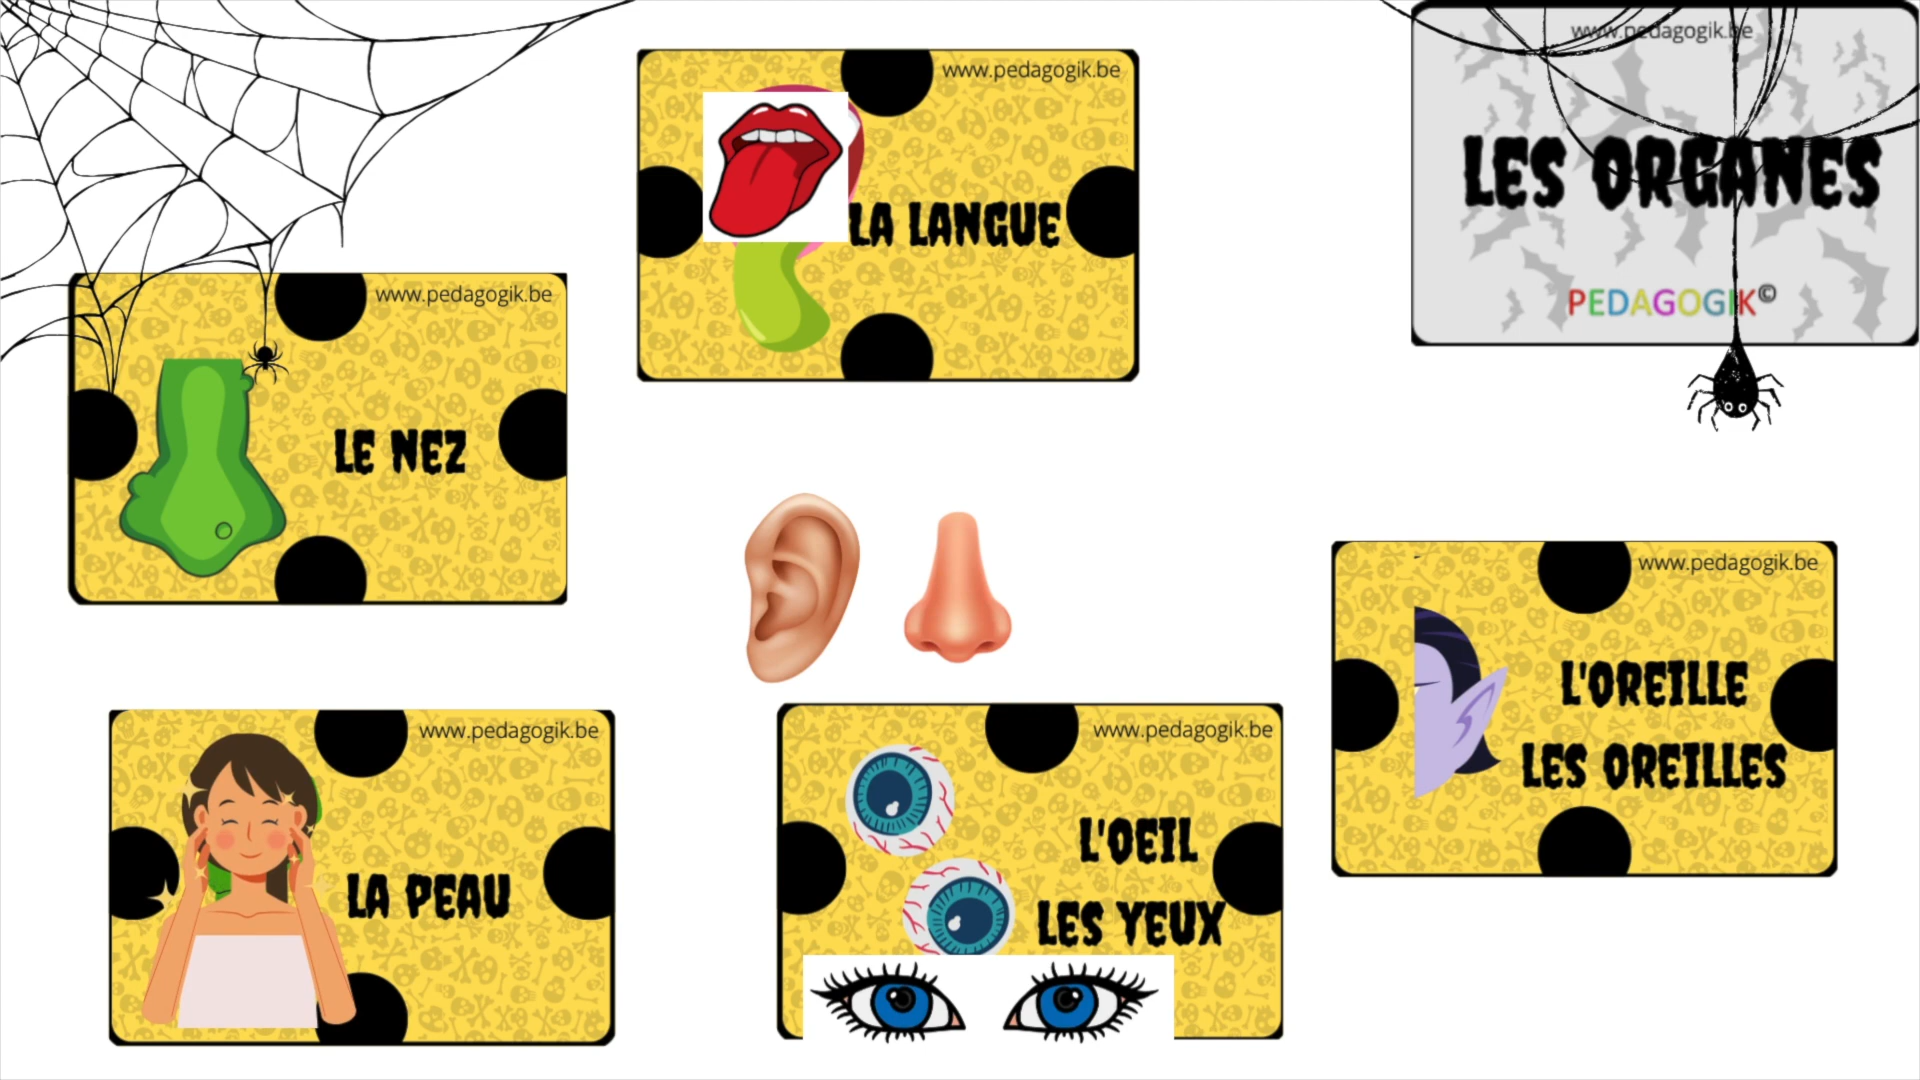 www.pedagogik.be
LES ORGANES
PEDAGOGIK©
www.pedagogik.be
LA LANGUE
www.pedagogik.be
LE NEZ
www.pedagogik.be
L'OREILLE
LES OREILLES
www.pedagogik.be
LA PEAU
www.pedagogik.be
L'OEIL
LES YEUX